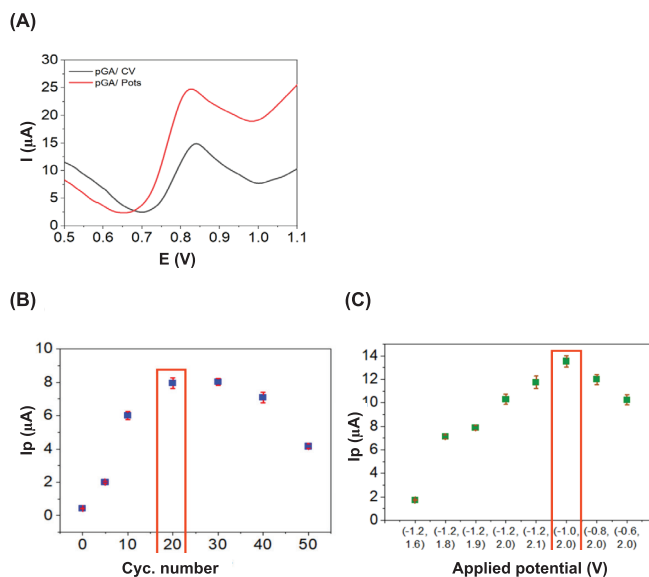 (A)
30
25
20
15
10
5
0
I (µA)
pGA/ CV
pGA/ Pots
0.5 0.6 0.7 0.8 0.9 1.0 1.1
E (V)
(B)
10
8
6
4
2
0
Ip (µA)
0 10 20 30 40 50
Cyc. number
(C)
14
12
10
8
6
4
2
0
Ip (µA)
(-1.2, (-1.2, (-1.2, (-1.2, (-1.2, (-1.0, (-0.8, (-0.6,
1.6) 1.8) 1.9) 2.0) 2.1) 2.0) 2.0) 2.0)
Applied potential (V)